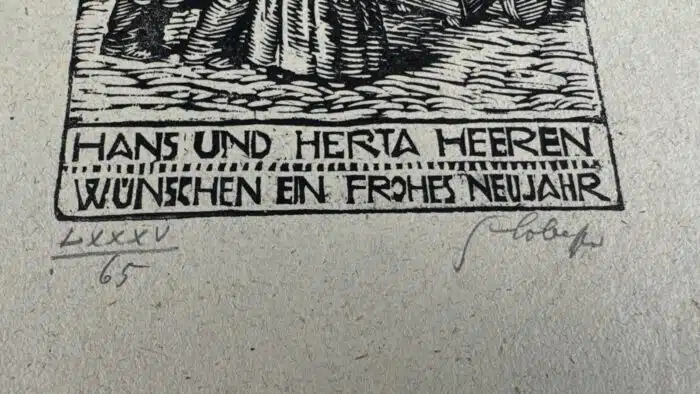 HANS UND HERTA HEEREN
WÜNSCHEN EIN FROHES NEUJAHR
LXXXV
65